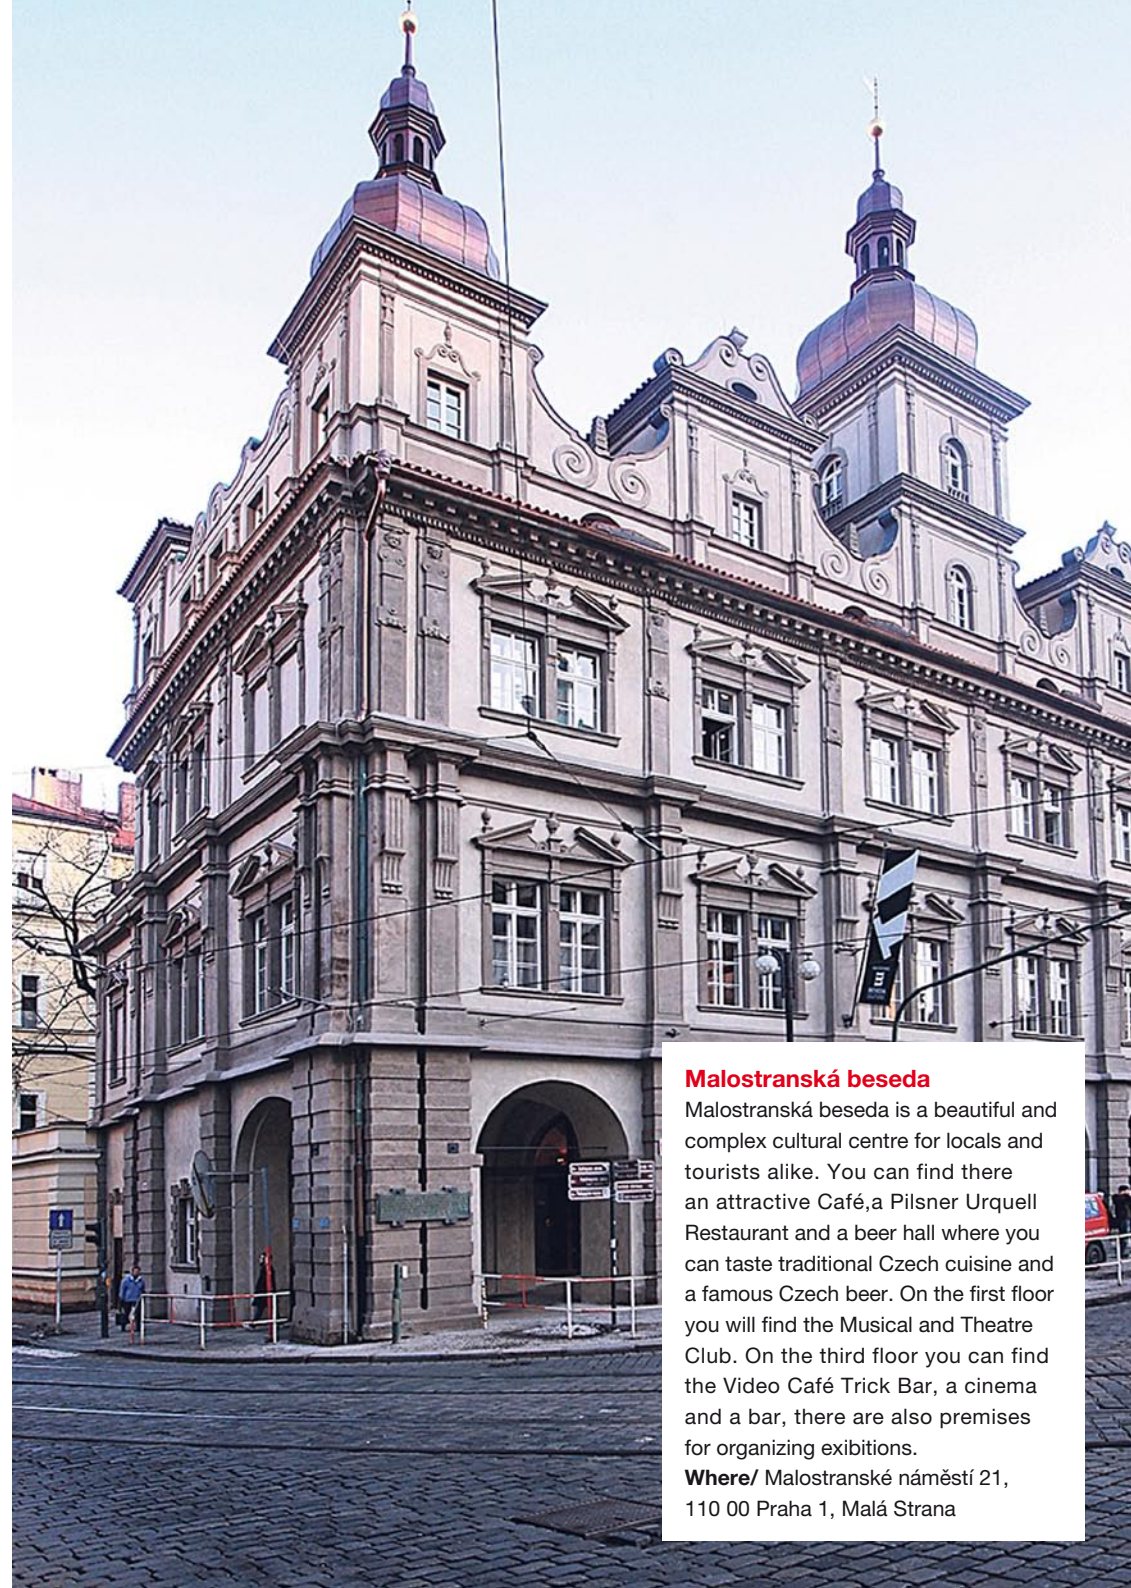 Malostranská beseda
Malostranská beseda is a beautiful and
complex cultural centre for locals and
tourists alike. You can find there
an attractive Café,a Pilsner Urquell
Restaurant and a beer hall where you
can taste traditional Czech cuisine and
a famous Czech beer. On the first floor
you will find the Musical and Theatre
Club. On the third floor you can find
the Video Café Trick Bar, a cinema
and a bar, there are also premises
for organizing exibitions.
Where/ Malostranské náměstí 21,
110 00 Praha 1, Malá Strana